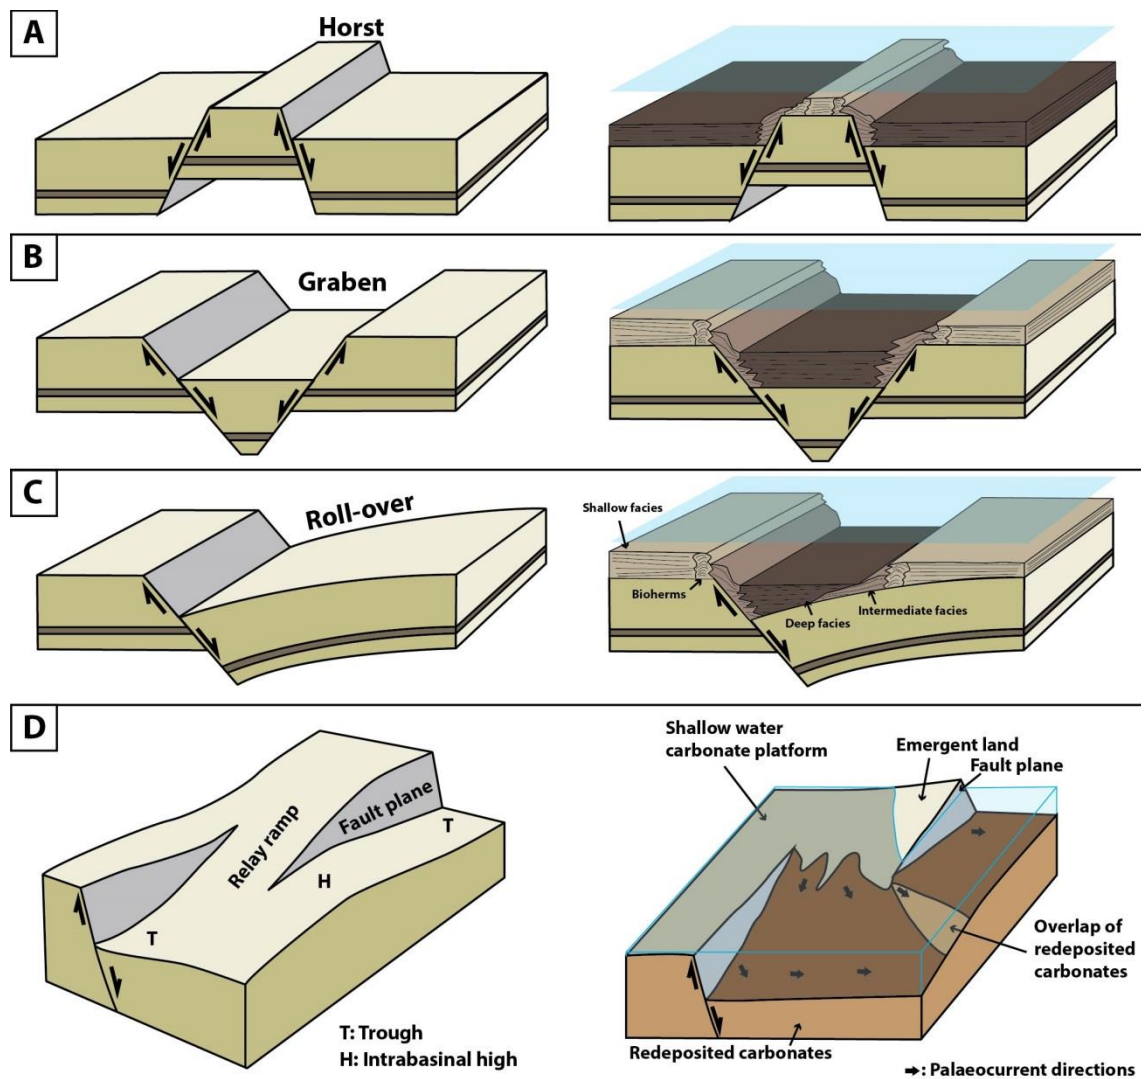 A
Horst
B
Graben
C
Roll-over
Shallow facies
Bioherms
Deep facies
Intermediate facies
D
Relay ramp
Fault plane
T
H
T
T: Trough
H: Intrabasinal high
Shallow water
carbonate platform
Emergent land
Fault plane
Overlap of
redeposited
carbonates
Redeposited carbonates
: Palaeocurrent directions